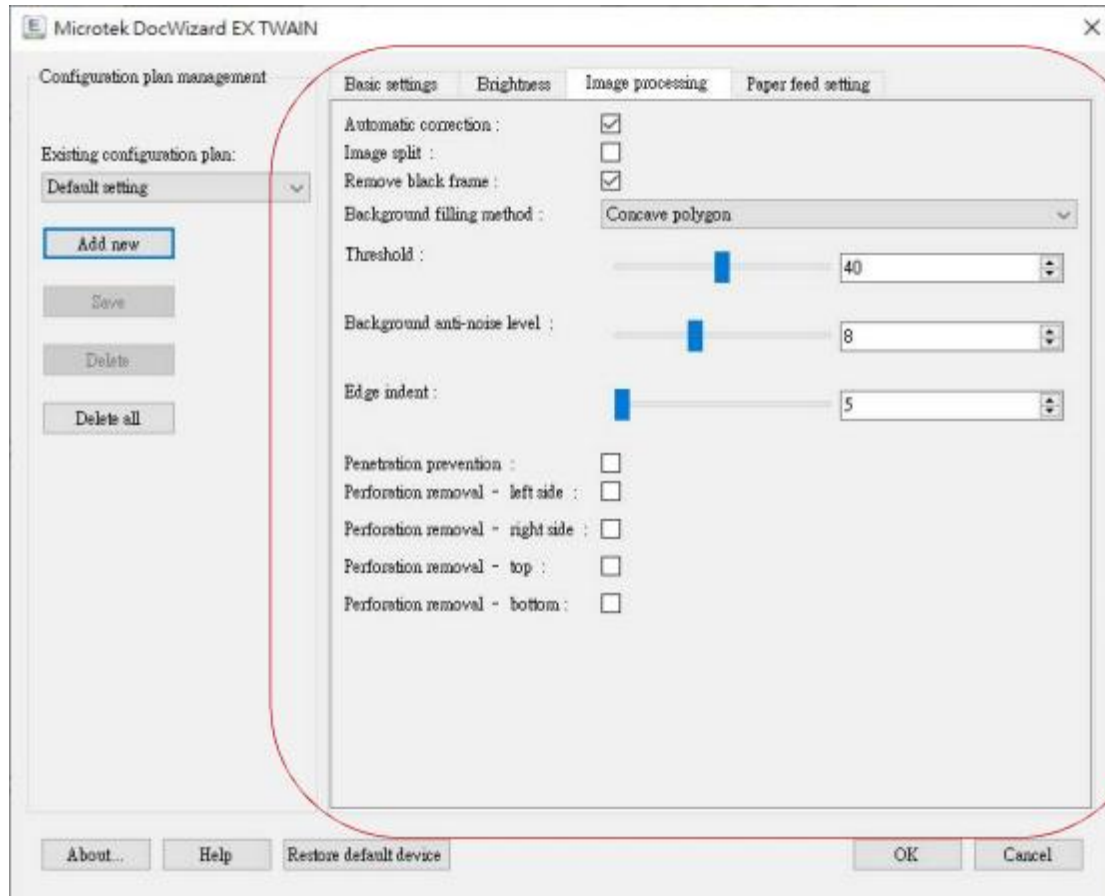 Microtek DocWizard EX TWAIN
Configuration plan management
Existing configuration plan:
Default setting
Add new
Save
Delete
Delete all
Basic settings Brightness Image processing Paper feed setting
Automatic correction :
Image split :
Remove black frame :
Background filling method : Concave polygon
Threshold : 40
Background anti-noise level : 8
Edge indent : 5
Penetration prevention :
Perforation removal - left side :
Perforation removal - right side :
Perforation removal - top :
Perforation removal - bottom :
About... Help Restore default device OK Cancel